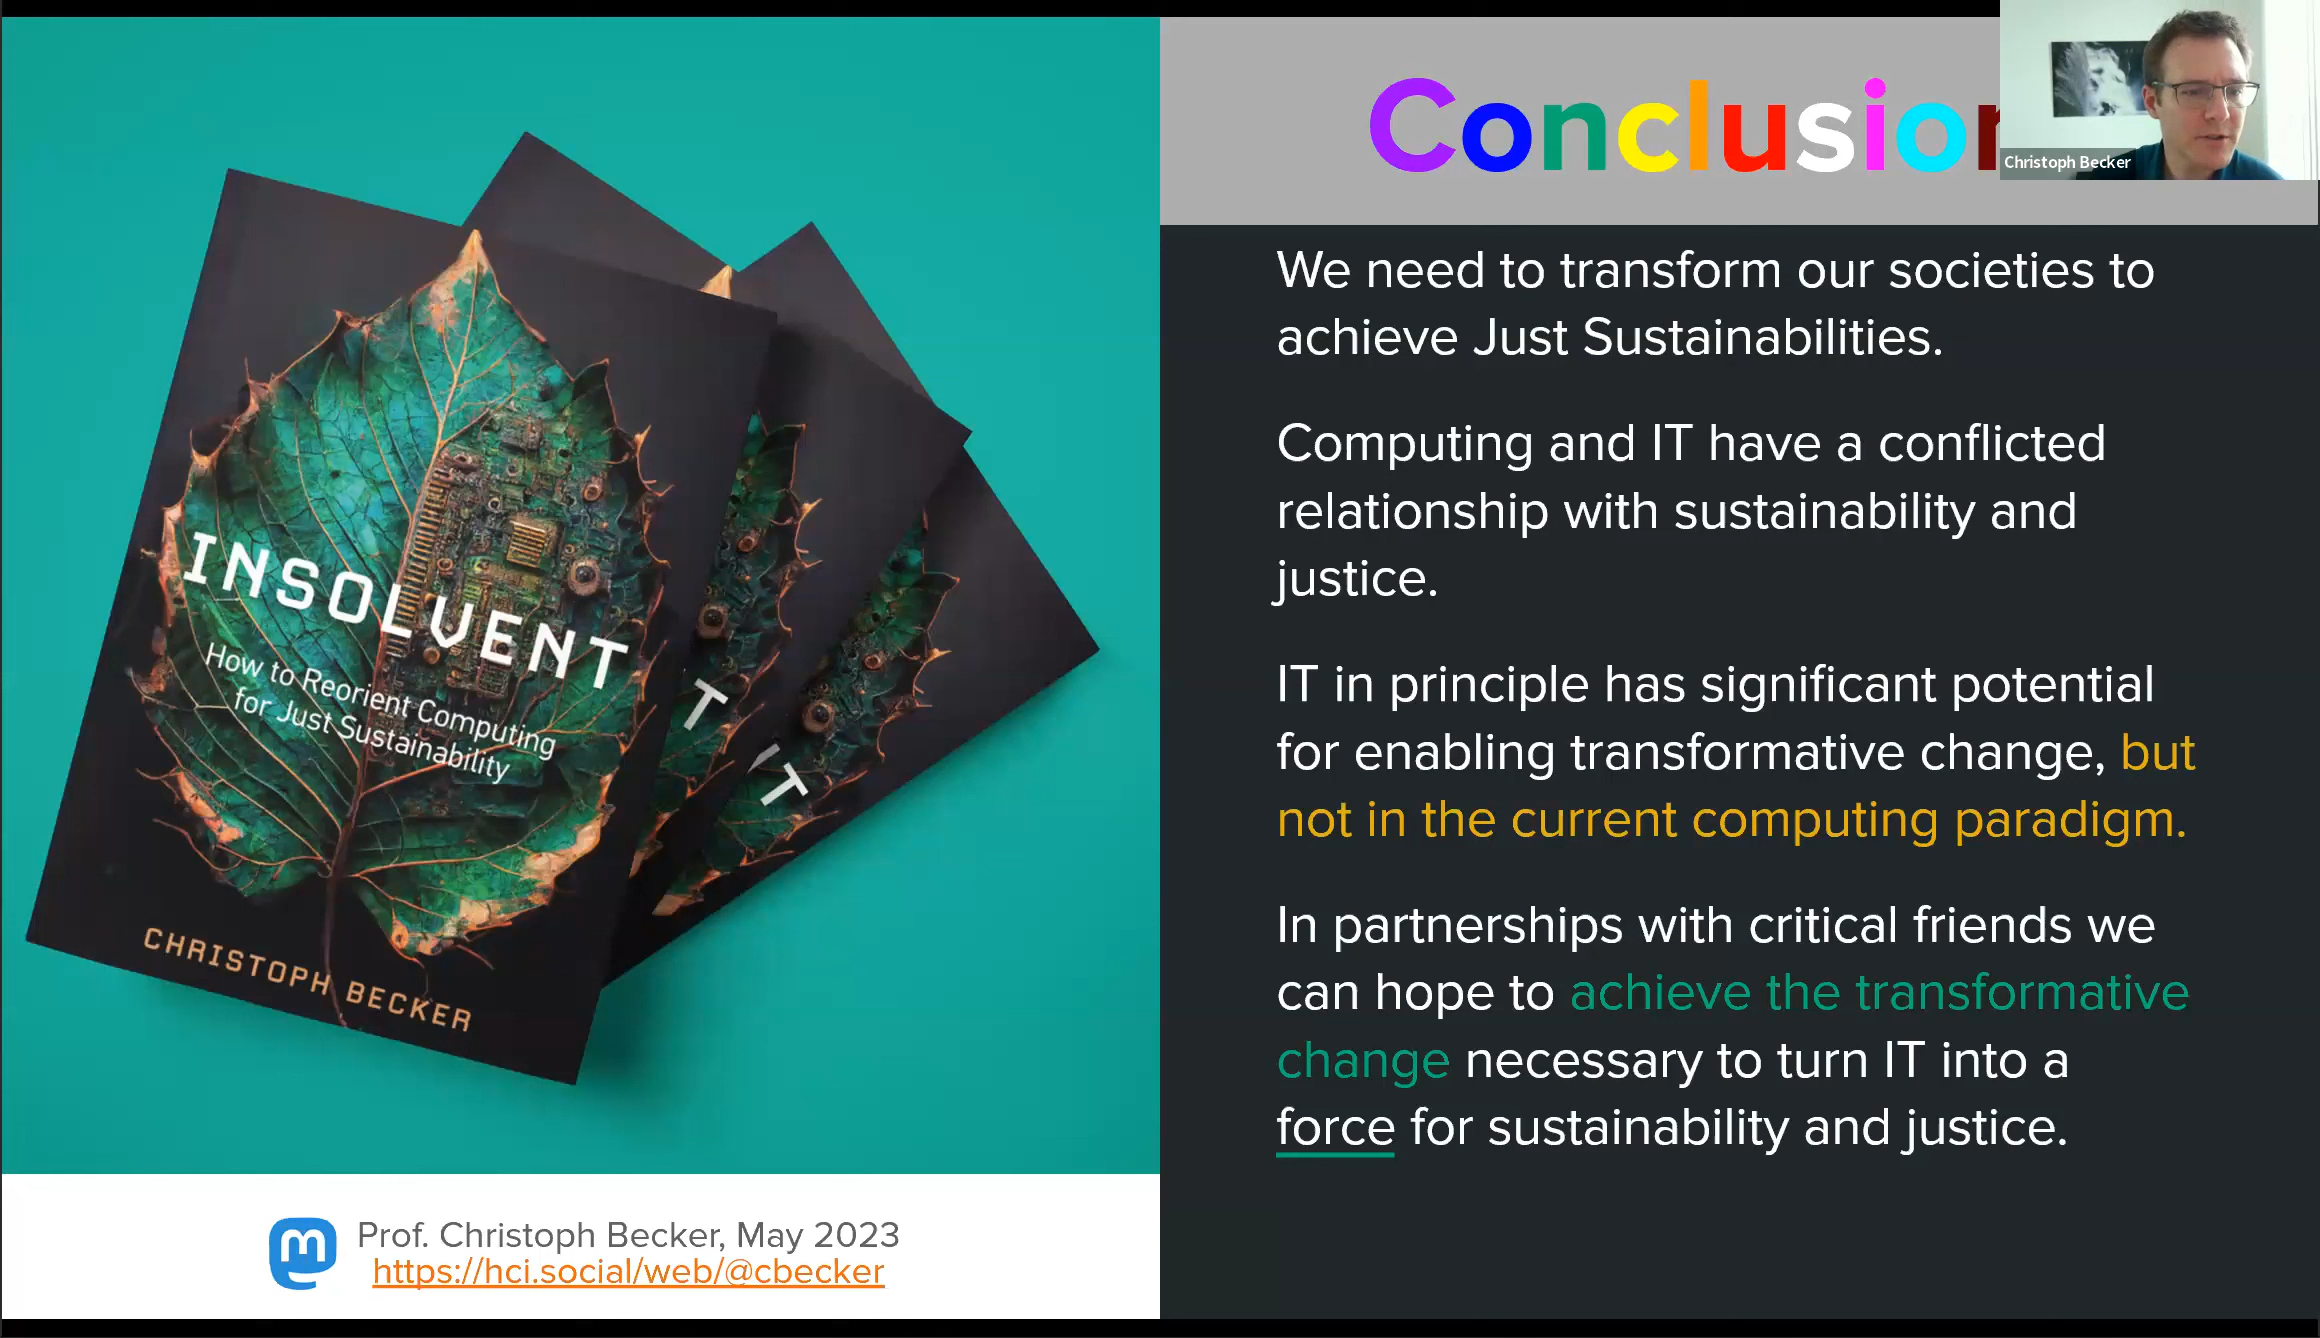 Conclusion
Christoph Becker
We need to transform our societies to
achieve Just Sustainabilities.
Computing and IT have a conflicted
relationship with sustainability and
justice.
IT in principle has significant potential
for enabling transformative change, but
not in the current computing paradigm.
In partnerships with critical friends we
can hope to achieve the transformative
change necessary to turn IT into a
force for sustainability and justice.
INSOLVENT
How to Reorient Computing
for Just Sustainability
CHRISTOPH BECKER
T
T
Prof. Christoph Becker, May 2023
https://hci.social/web/@cbecker